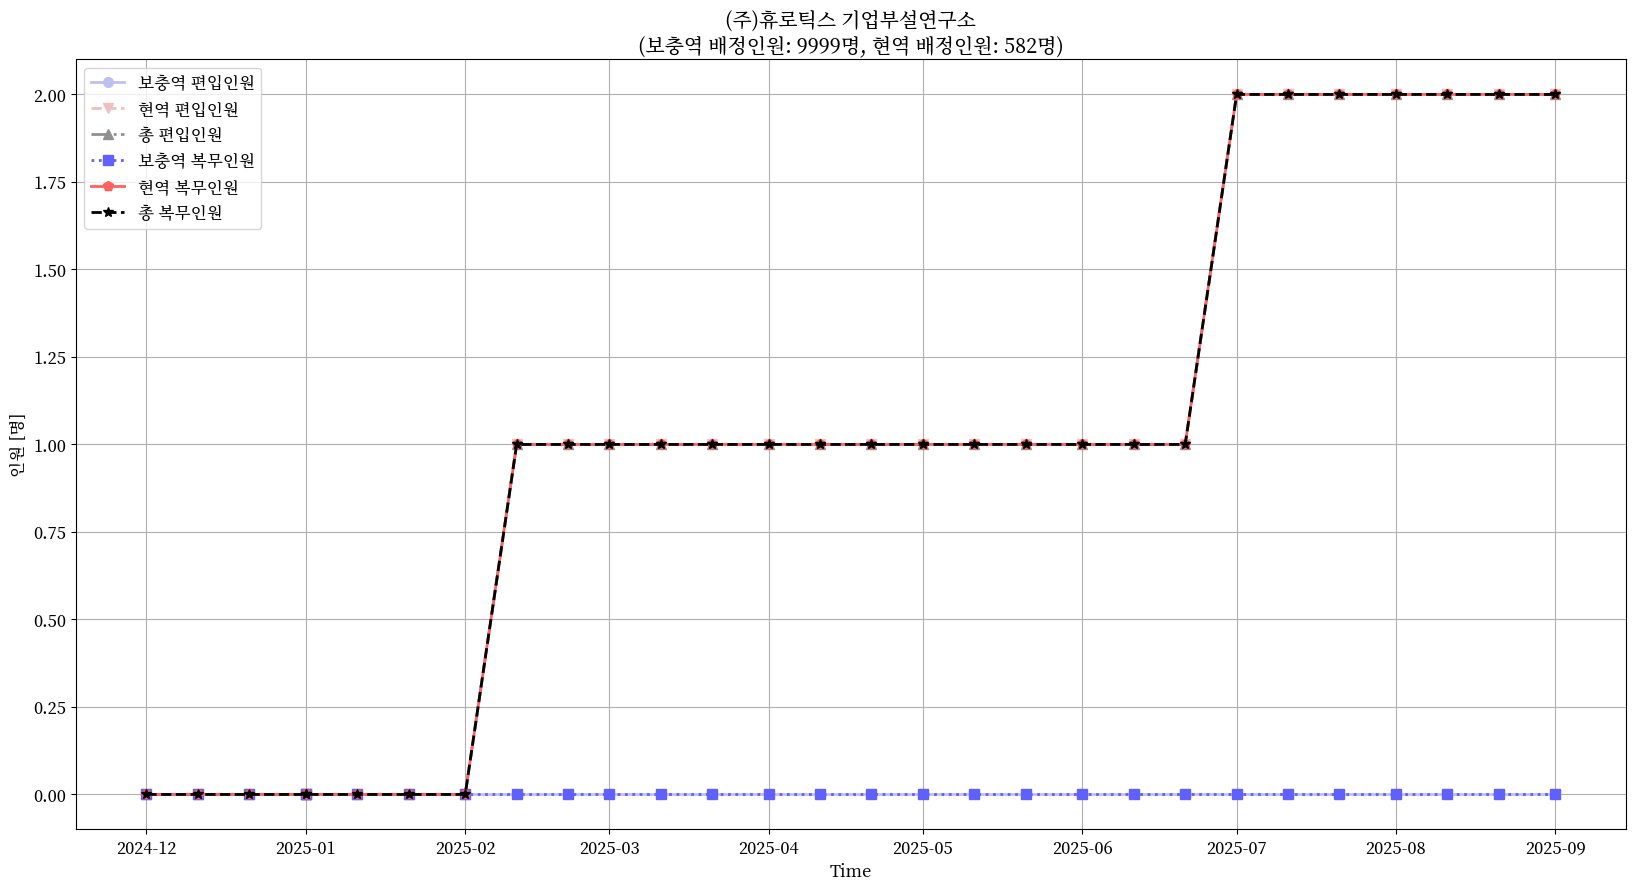 (주)휴로틱스 기업부설연구소
(보충역 배정인원: 9999명, 현역 배정인원: 582명)
보충역 편입인원
현역 편입인원
총 편입인원
보충역 복무인원
현역 복무인원
총 복무인원
2.00
1.75
1.50
1.25
1.00
0.75
0.50
0.25
0.00
인원 [명]
2024-12 2025-01 2025-02 2025-03 2025-04 2025-05 2025-06 2025-07 2025-08 2025-09
Time